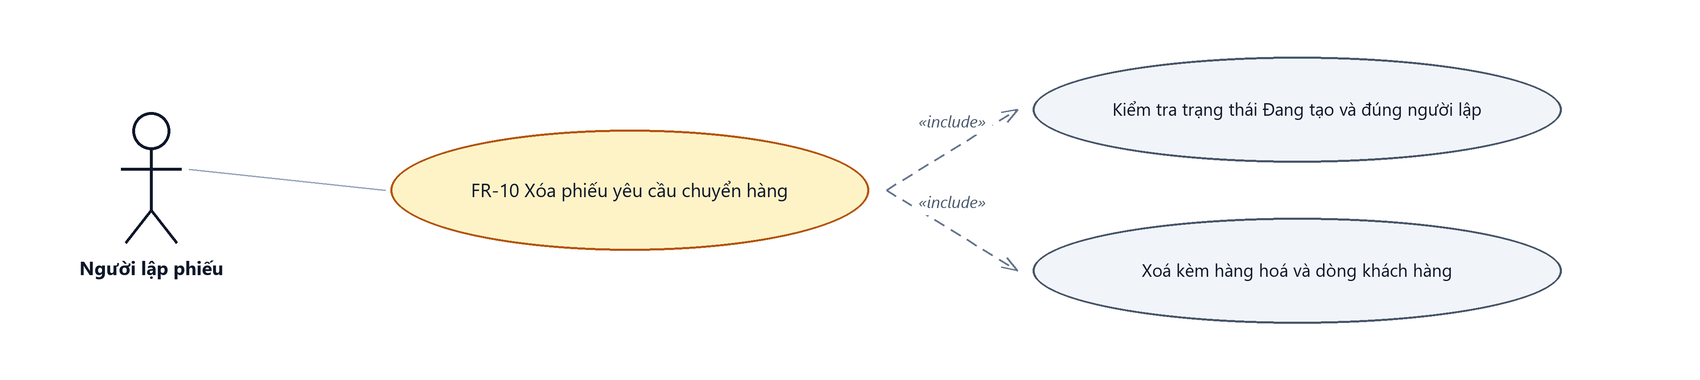 Người lập phiếu
FR-10 Xóa phiếu yêu cầu chuyển hàng
«include»
«include»
Kiểm tra trạng thái Đang tạo và đúng người lập
Xoá kèm hàng hoá và dòng khách hàng